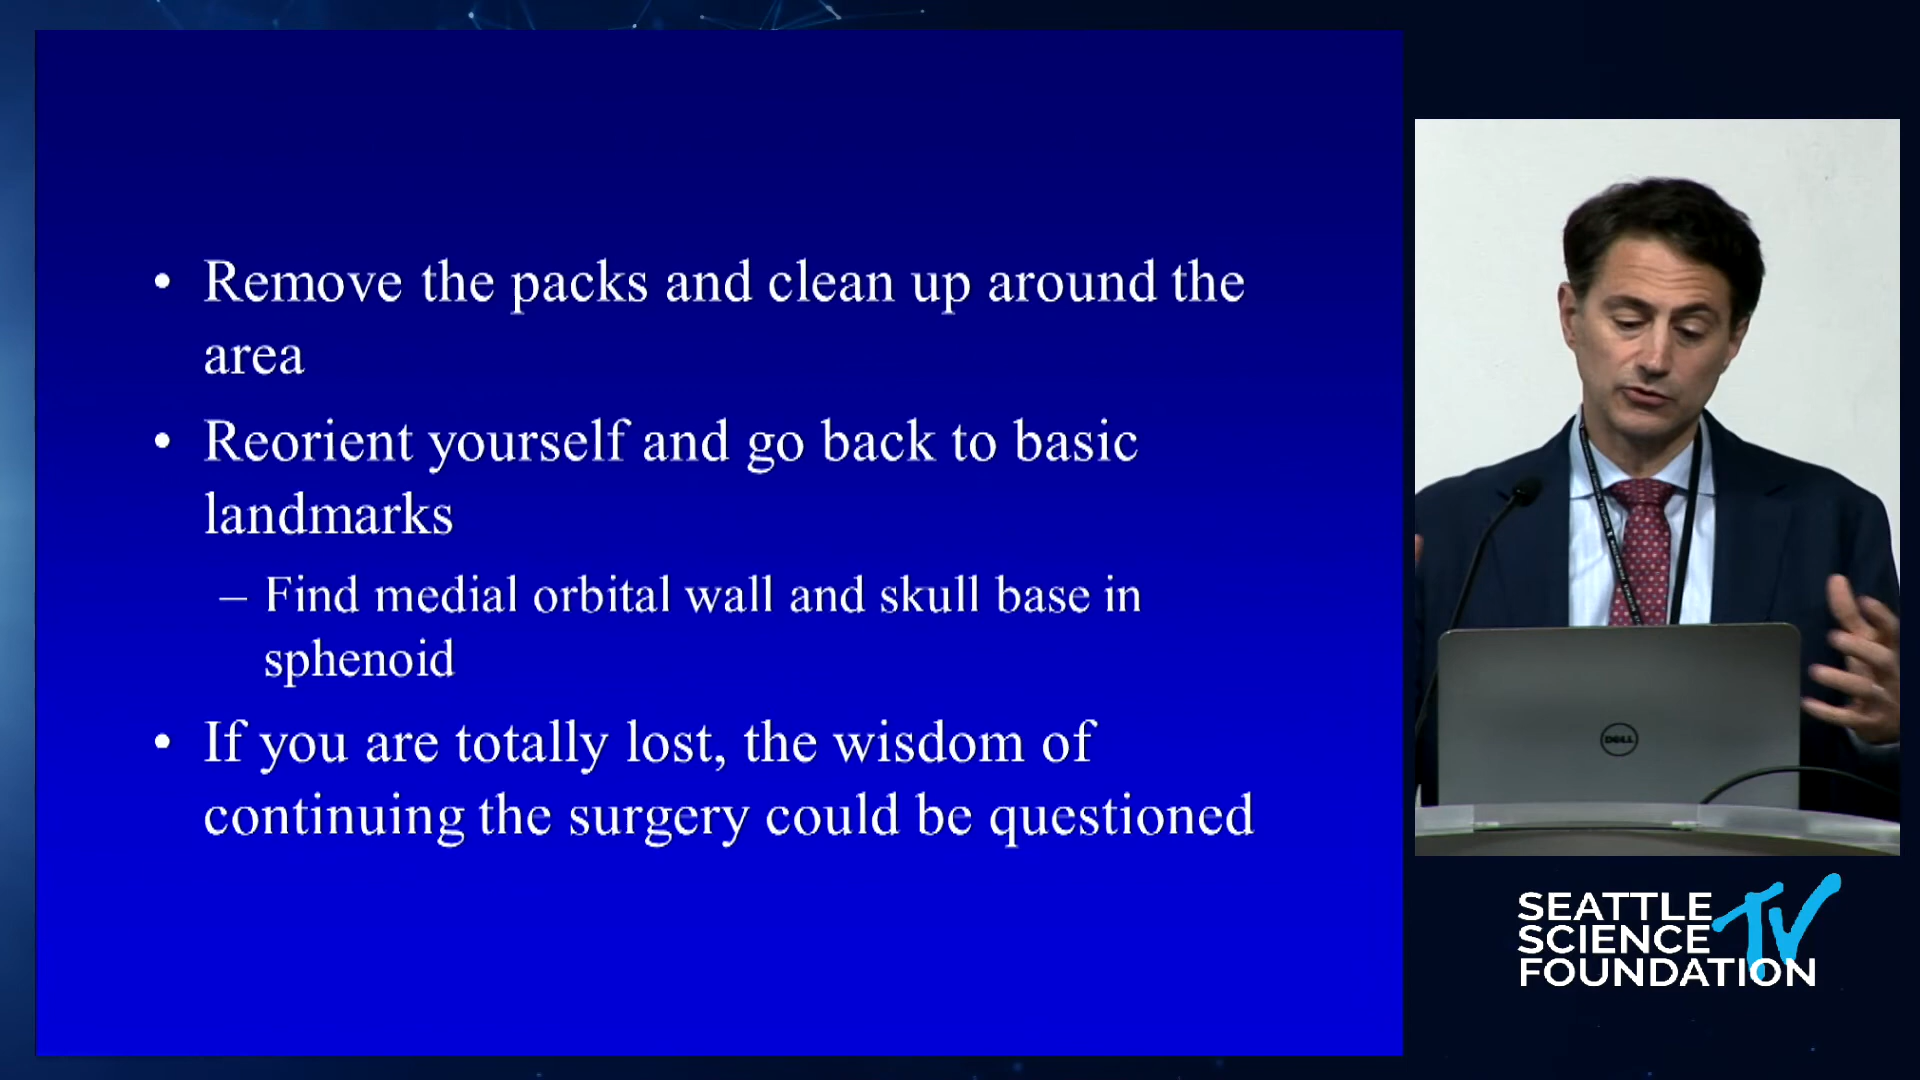 • Remove the packs and clean up around the
area
• Reorient yourself and go back to basic
landmarks
– Find medial orbital wall and skull base in
sphenoid
• If you are totally lost, the wisdom of
continuing the surgery could be questioned
DELL
SEATTLE
SCIENCE
FOUNDATION
TV